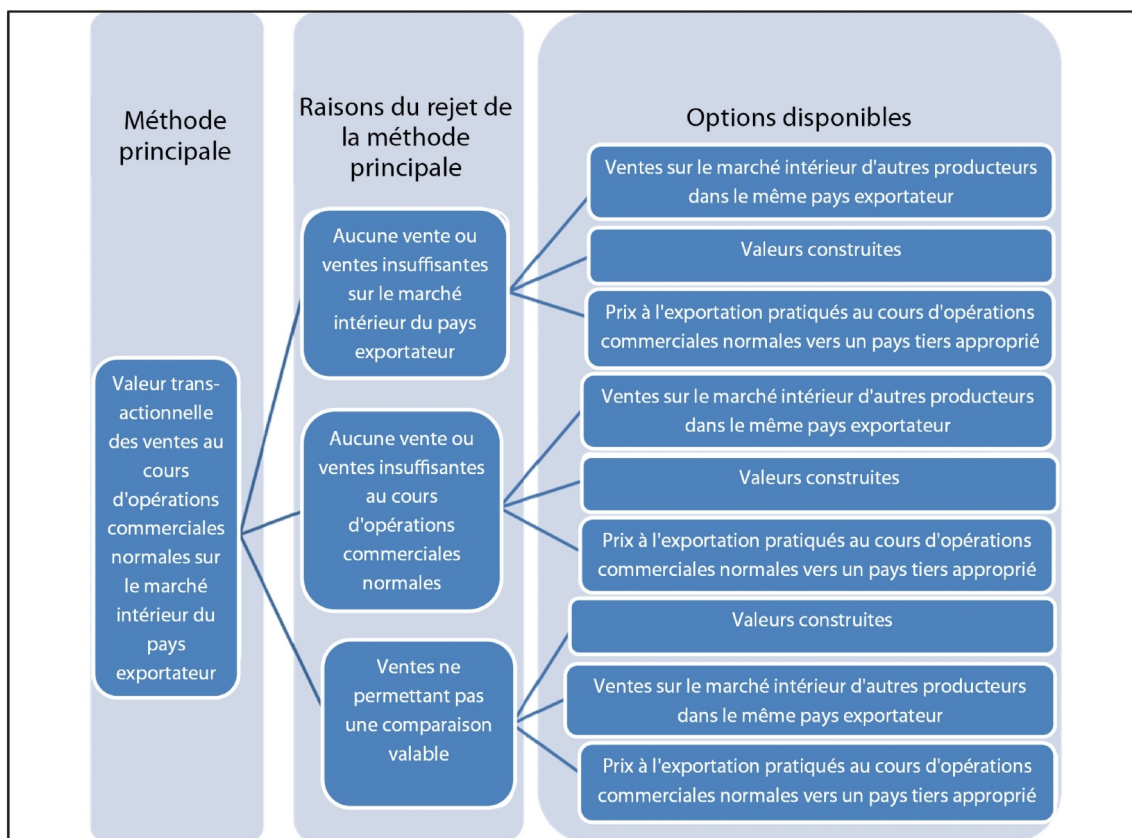 Méthode
principale
Valeur trans-
actionnelle
des ventes au
cours
d'opérations
commerciales
normales sur
le marché
intérieur du
pays
exportateur
Raisons du rejet de
la méthode
principale
Aucune vente ou
ventes insuffisantes
sur le marché
intérieur du pays
exportateur
Aucune vente ou
ventes insuffisantes
au cours
d'opérations
commerciales
normales
Ventes ne
permettant pas
une comparaison
valable
Options disponibles
Ventes sur le marché intérieur d'autres producteurs
dans le même pays exportateur
Valeurs construites
Prix à l'exportation pratiqués au cours d'opérations
commerciales normales vers un pays tiers approprié
Ventes sur le marché intérieur d'autres producteurs
dans le même pays exportateur
Valeurs construites
Prix à l'exportation pratiqués au cours d'opérations
commerciales normales vers un pays tiers approprié
Valeurs construites
Ventes sur le marché intérieur d'autres producteurs
dans le même pays exportateur
Prix à l'exportation pratiqués au cours d'opérations
commerciales normales vers un pays tiers approprié